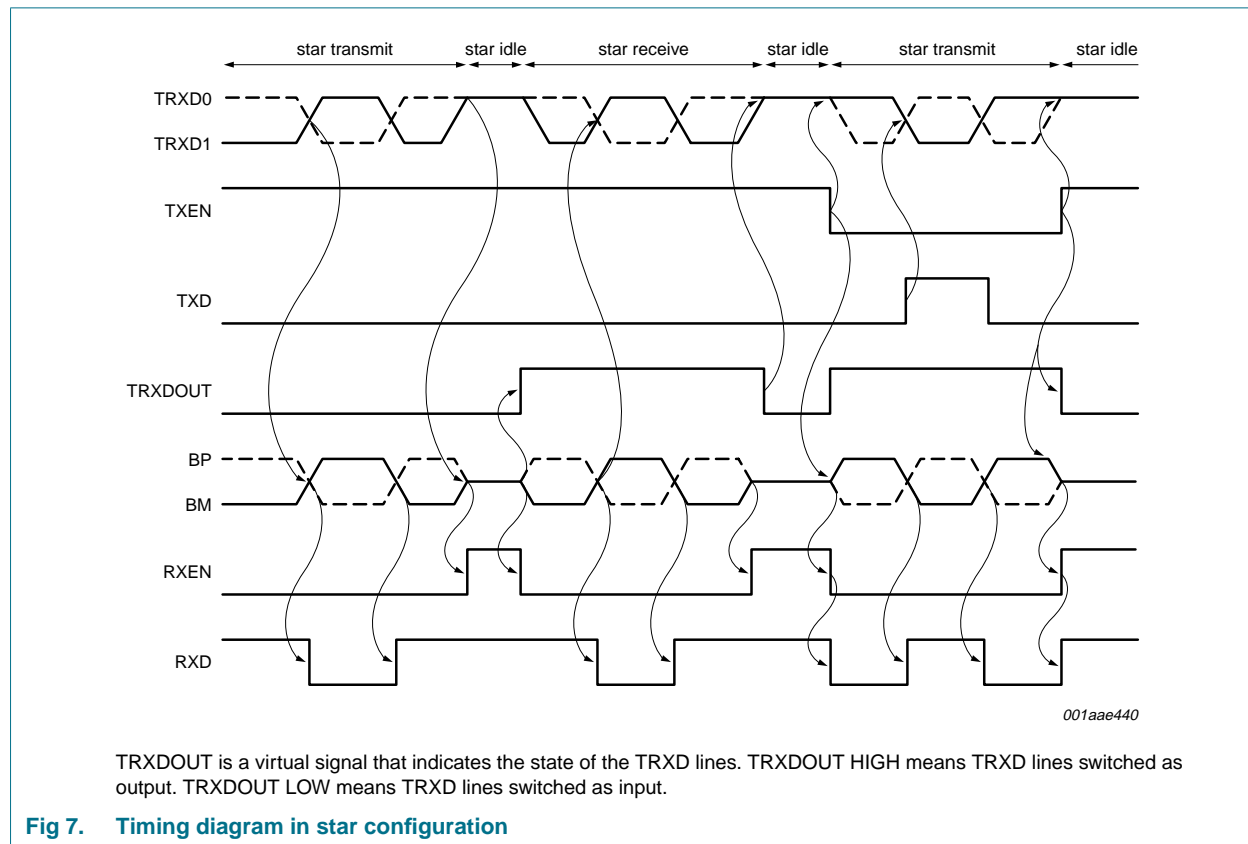 star transmit star idle star receive star idle star transmit star idle
TRXD0
TRXD1
TXEN
TXD
TRXDOUT
BP
BM
RXEN
RXD
001aae440
TRXDOUT is a virtual signal that indicates the state of the TRXD lines. TRXDOUT HIGH means TRXD lines switched as
output. TRXDOUT LOW means TRXD lines switched as input.
Fig 7. Timing diagram in star configuration